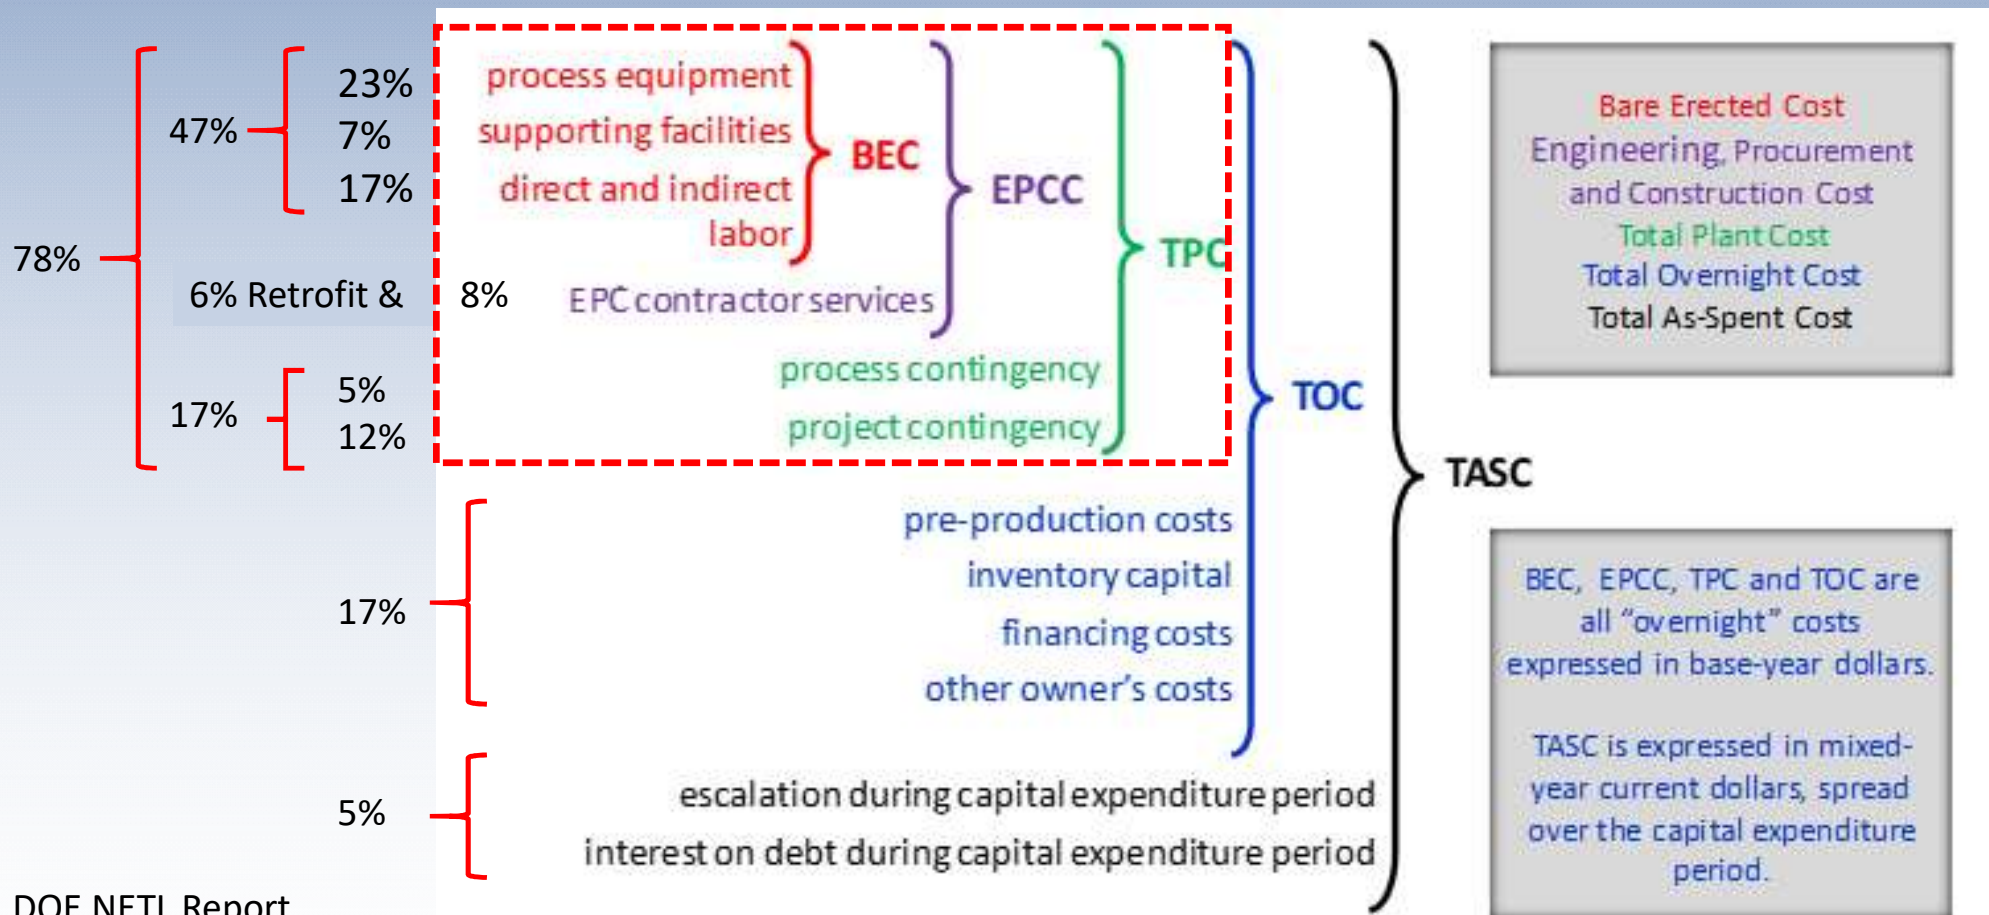 23%
7%
17%
47%
78%
6% Retrofit &
8%
5%
12%
17%
17%
5%
process equipment
supporting facilities
direct and indirect
labor
BEC
EPC contractor services
EPCC
process contingency
project contingency
TPC
pre-production costs
inventory capital
financing costs
other owner's costs
TOC
escalation during capital expenditure period
interest on debt during capital expenditure period
TASC
Bare Erected Cost
Engineering, Procurement
and Construction Cost
Total Plant Cost
Total Overnight Cost
Total As-Spent Cost
BEC, EPCC, TPC and TOC are
all “overnight” costs
expressed in base-year dollars.
TASC is expressed in mixed-
year current dollars, spread
over the capital expenditure
period.
DOE NETL Report